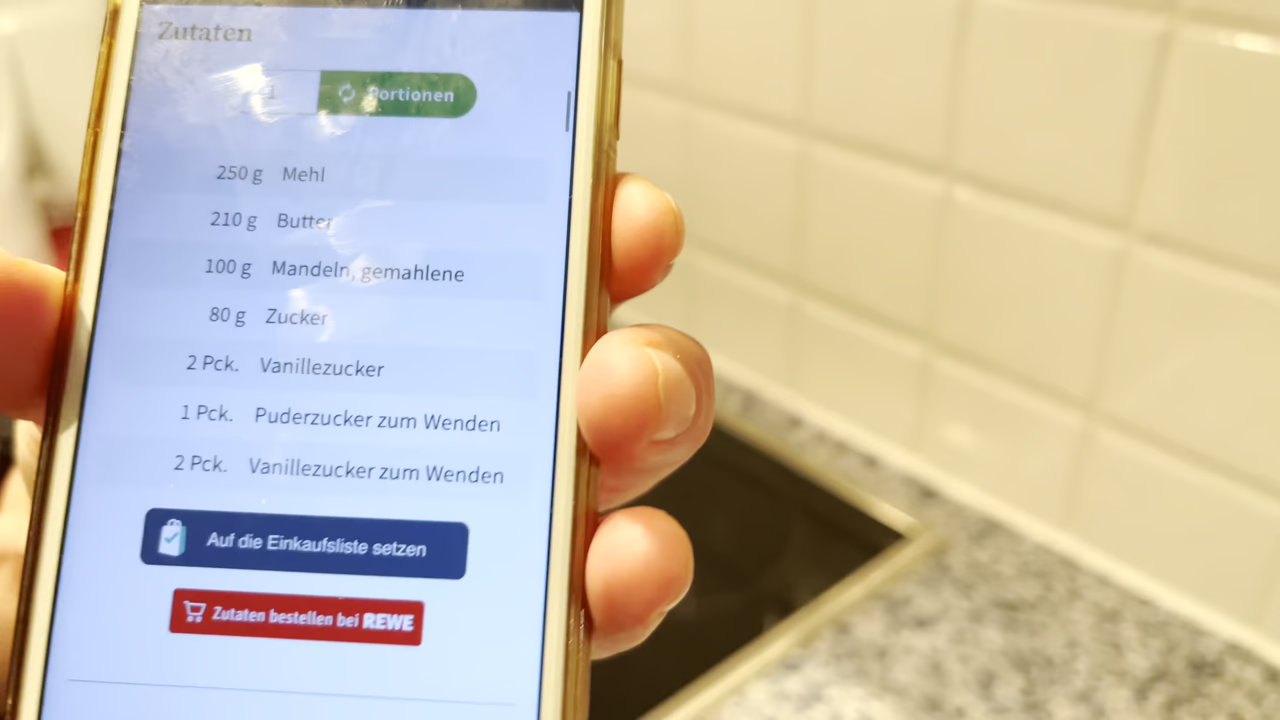 Zutaten
Portionen
250 g Mehl
210 g Butter
100 g Mandeln, gemahlene
80 g Zucker
2 Pck. Vanillezucker
1 Pck. Puderzucker zum Wenden
2 Pck. Vanillezucker zum Wenden
Auf die Einkaufsliste setzen
Zutaten bestellen bei REWE